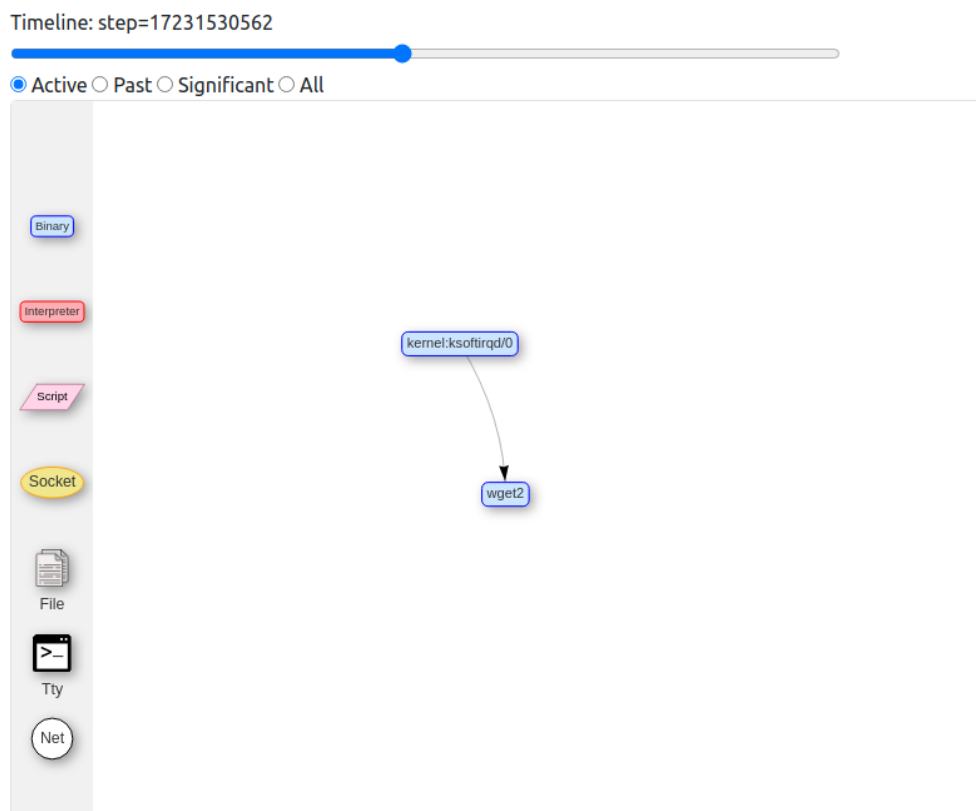 Timeline: step=17231530562
Active Past Significant All
Binary
Interpreter
kernel:ksoftirqd/0
Script
Socket
wget2
File
>_
Tty
Net